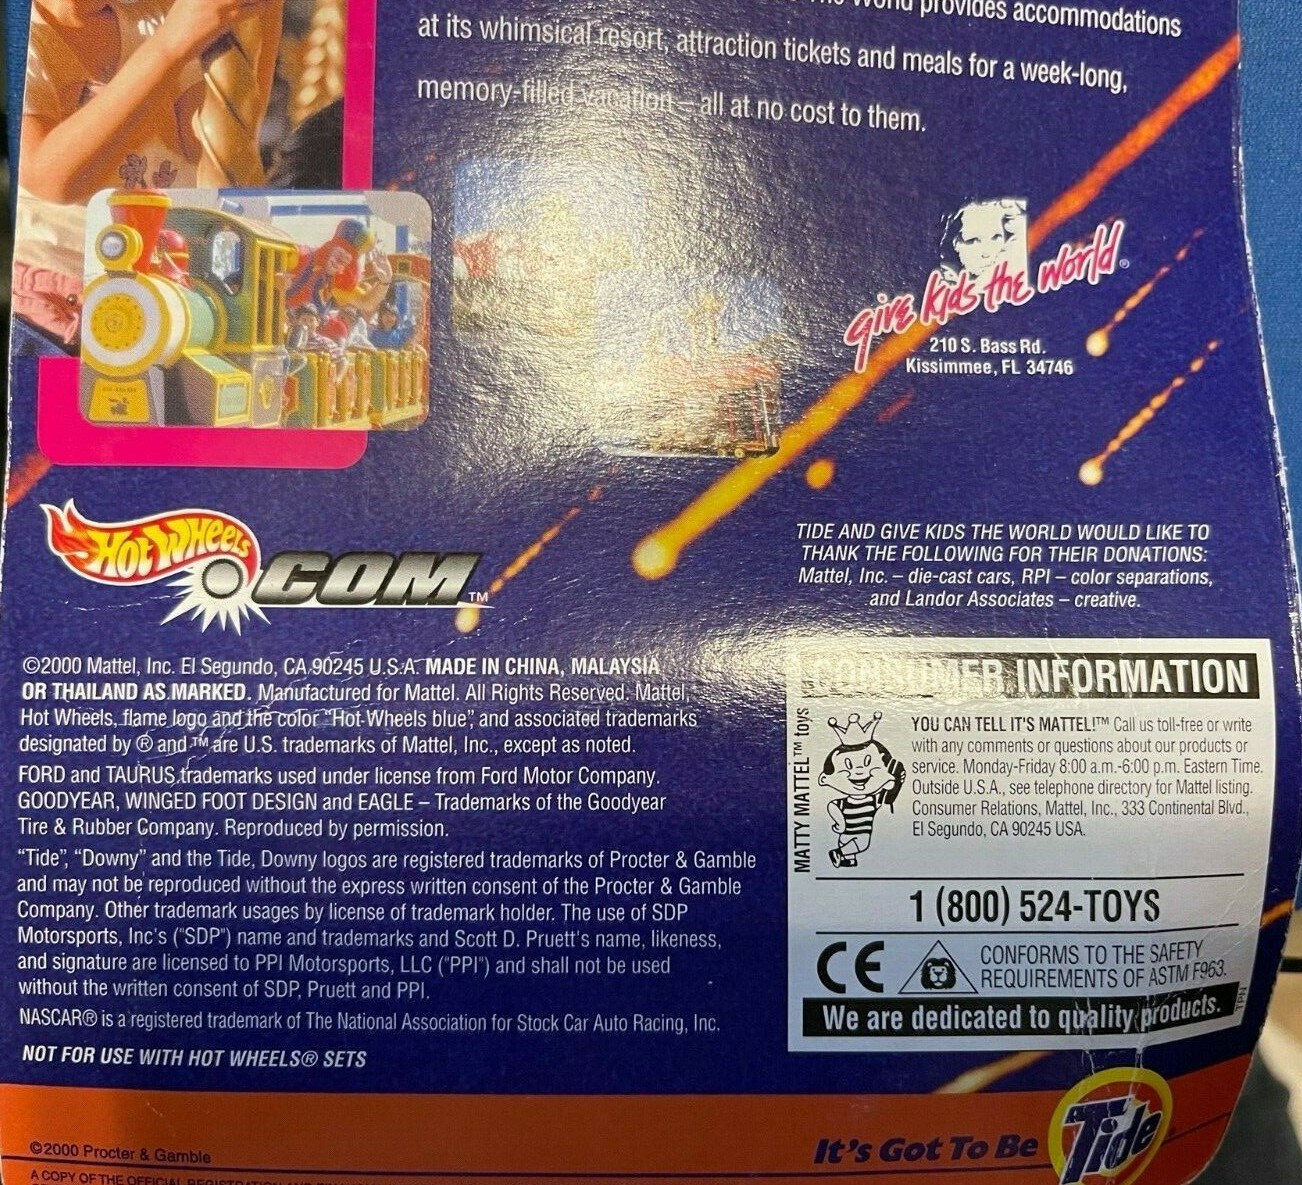 World provides accommodations
at its whimsical resort, attraction tickets and meals for a week-long,
memory-filled vacation – all at no cost to them.
give kids the world®
210 S. Bass Rd.
Kissimmee, FL 34746
HOT WHEELS
.COM™
TIDE AND GIVE KIDS THE WORLD WOULD LIKE TO
THANK THE FOLLOWING FOR THEIR DONATIONS:
Mattel, Inc. – die-cast cars, RPI – color separations,
and Landor Associates – creative.
©2000 Mattel, Inc. El Segundo, CA 90245 U.S.A. MADE IN CHINA, MALAYSIA
OR THAILAND AS MARKED. Manufactured for Mattel. All Rights Reserved. Mattel,
Hot Wheels, flame logo and the color "Hot Wheels blue", and associated trademarks
designated by ® and ™ are U.S. trademarks of Mattel, Inc., except as noted.
FORD and TAURUS trademarks used under license from Ford Motor Company.
GOODYEAR, WINGED FOOT DESIGN and EAGLE – Trademarks of the Goodyear
Tire & Rubber Company. Reproduced by permission.
"Tide", "Downy" and the Tide, Downy logos are registered trademarks of Procter & Gamble
and may not be reproduced without the express written consent of the Procter & Gamble
Company. Other trademark usages by license of trademark holder. The use of SDP
Motorsports, Inc's ("SDP") name and trademarks and Scott D. Pruett's name, likeness,
and signature are licensed to PPI Motorsports, LLC ("PPI") and shall not be used
without the written consent of SDP, Pruett and PPI.
NASCAR® is a registered trademark of The National Association for Stock Car Auto Racing, Inc.
NOT FOR USE WITH HOT WHEELS® SETS
CONSUMER INFORMATION
MATTY MATTEL™ toys
YOU CAN TELL IT'S MATTEL!™ Call us toll-free or write
with any comments or questions about our products or
service. Monday-Friday 8:00 a.m.-6:00 p.m. Eastern Time.
Outside U.S.A., see telephone directory for Mattel listing.
Consumer Relations, Mattel, Inc., 333 Continental Blvd.,
El Segundo, CA 90245 USA.
1 (800) 524-TOYS
CE
CONFORMS TO THE SAFETY
REQUIREMENTS OF ASTM F963.
We are dedicated to quality products.
TPN
©2000 Procter & Gamble
It's Got To Be
Tide
A COPY OF THE OFFICIAL REGISTRATION